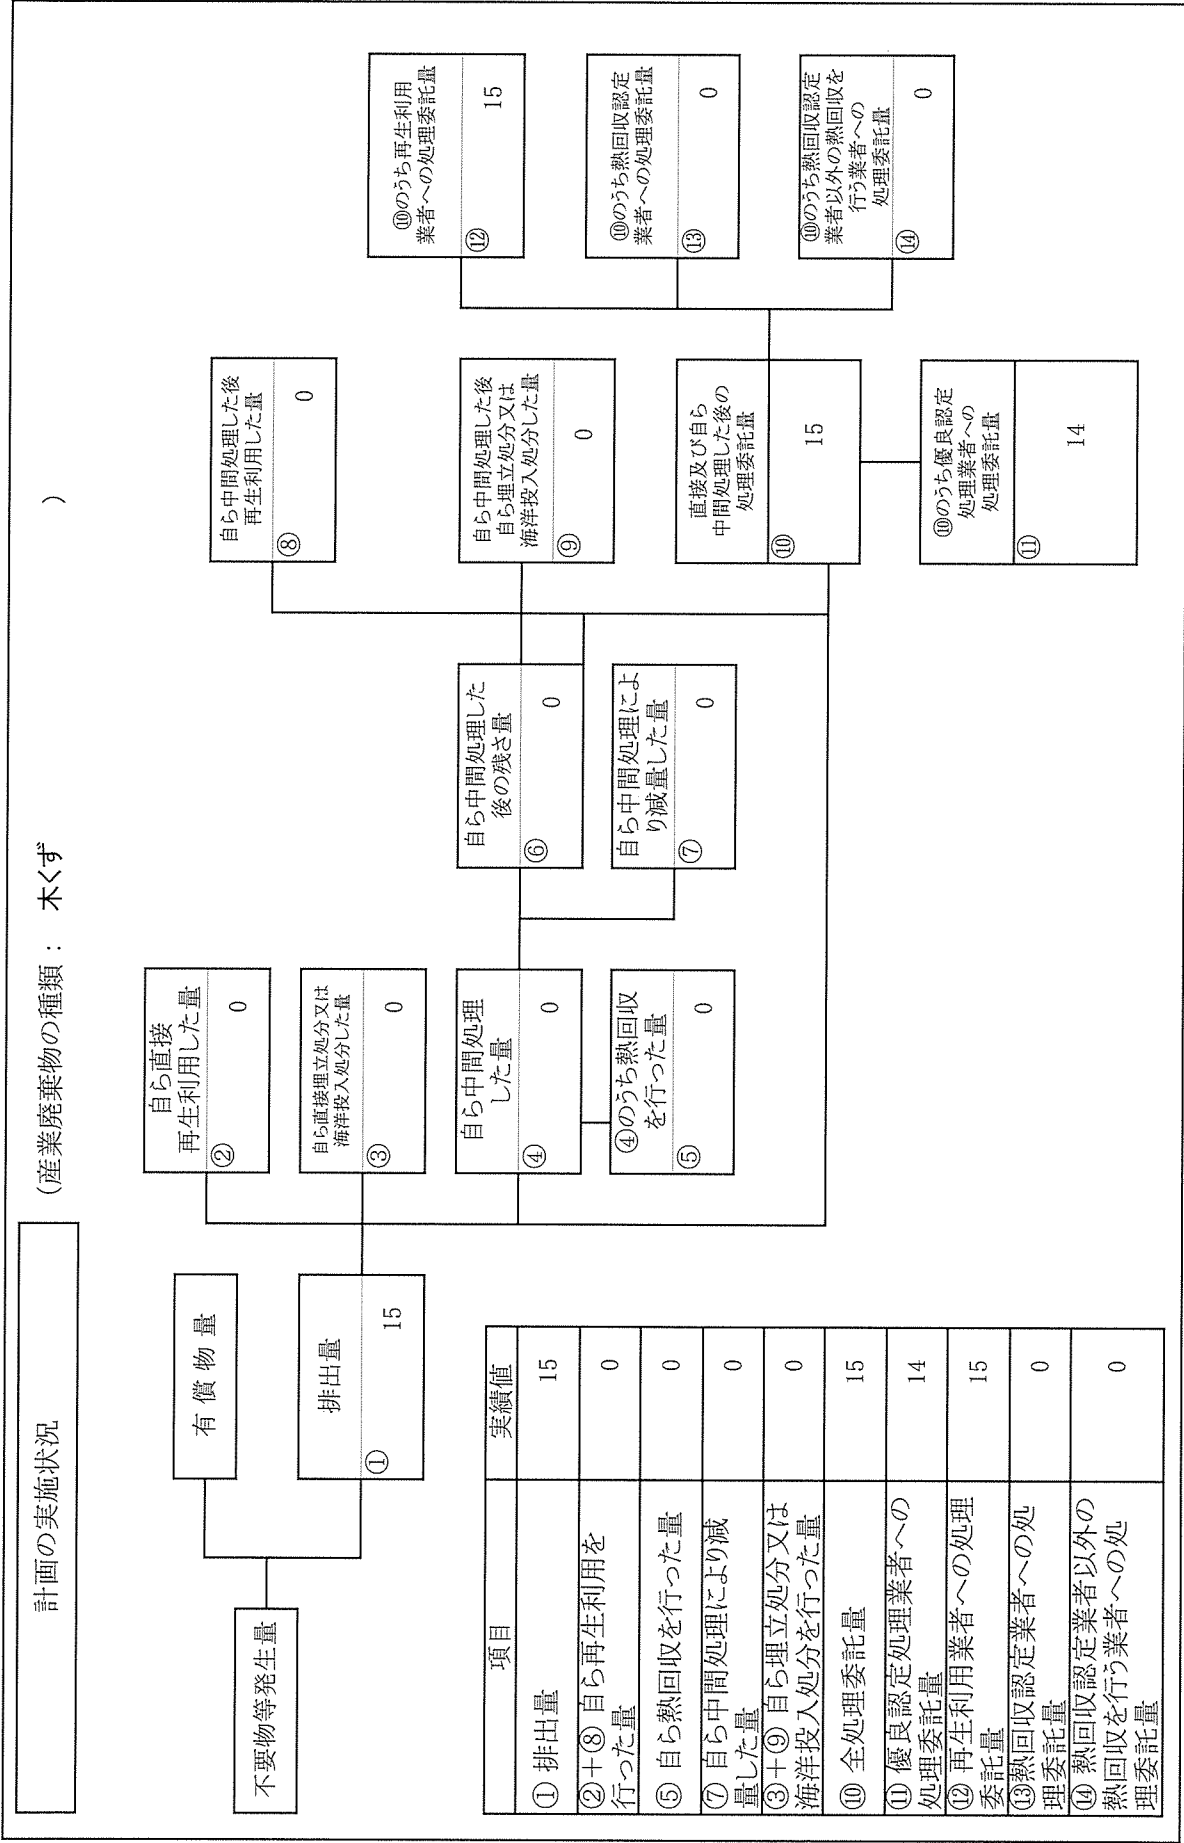 計画の実施状況
(産業廃棄物の種類： 木くず )
不要物等発生量
有償物量
排出量
① 15
自ら直接
再生利用した量
② 0
自ら直接埋立処分又は
海洋投入処分した量
③ 0
自ら中間処理
した量
④ 0
④のうち熱回収
を行った量
⑤ 0
自ら中間処理した
後の残さ量
⑥ 0
自ら中間処理によ
り減量した量
⑦ 0
自ら中間処理した後
再生利用した量
⑧ 0
自ら中間処理した後
自ら埋立処分又は
海洋投入処分した量
⑨ 0
直接及び自ら
中間処理した後の
処理委託量
⑩ 15
⑩のうち優良認定
処理業者への
処理委託量
⑪ 14
⑩のうち再生利用
業者への処理委託量
⑫ 15
⑩のうち熱回収認定
業者への処理委託量
⑬ 0
⑩のうち熱回収認定
業者以外の熱回収を
行う業者への
処理委託量
⑭ 0
項目 実績値
① 排出量 15
②+⑧ 自ら再生利用を
行った量 0
⑤ 自ら熱回収を行った量 0
⑦ 自ら中間処理により減
量した量 0
③+⑨ 自ら埋立処分又は
海洋投入処分を行った量 0
⑩ 全処理委託量 15
⑪ 優良認定処理業者への
処理委託量 14
⑫ 再生利用業者への処理
委託量 15
⑬熱回収認定業者への処
理委託量 0
⑭ 熱回収認定業者以外の
熱回収を行う業者への処
理委託量 0